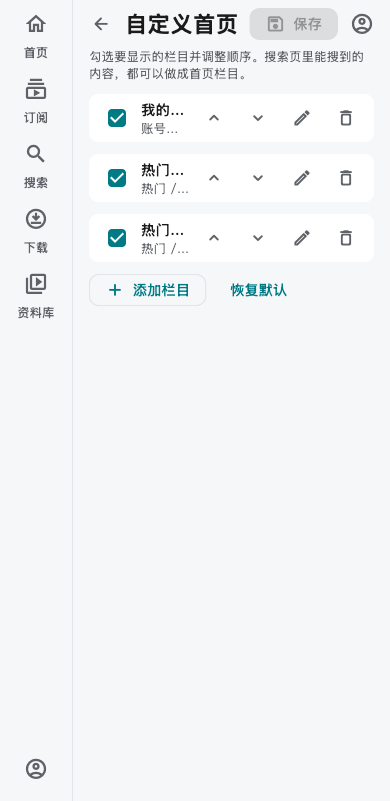 首页
订阅
搜索
下载
资料库
自定义首页
保存
勾选要显示的栏目并调整顺序。搜索页里能搜到的
内容，都可以做成首页栏目。
我的...
账号...
热门...
热门 /...
热门...
热门 /...
添加栏目
恢复默认